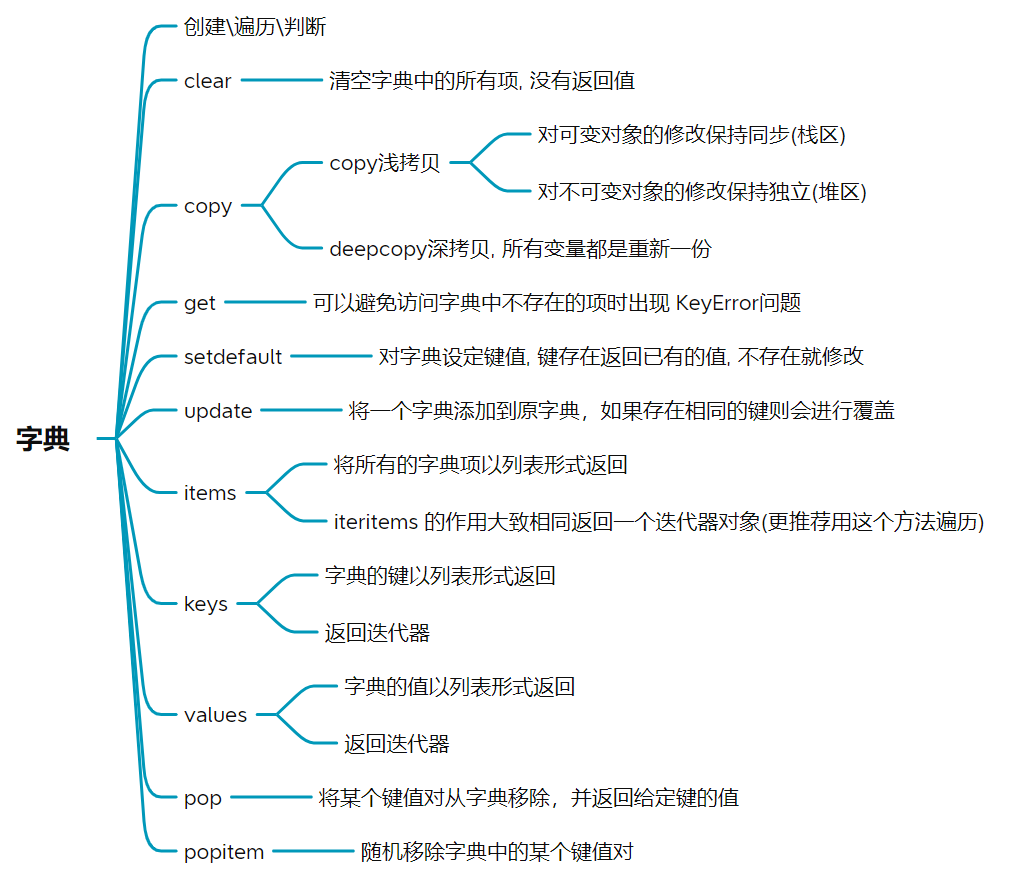 创建\遍历\判断
clear
清空字典中的所有项, 没有返回值
copy
copy浅拷贝
对可变对象的修改保持同步(栈区)
对不可变对象的修改保持独立(堆区)
deepcopy深拷贝, 所有变量都是重新一份
get
可以避免访问字典中不存在的项时出现 KeyError问题
setdefault
对字典设定键值, 键存在返回已有的值, 不存在就修改
update
将一个字典添加到原字典，如果存在相同的键则会进行覆盖
字典
items
将所有的字典项以列表形式返回
iteritems 的作用大致相同返回一个迭代器对象(更推荐用这个方法遍历)
keys
字典的键以列表形式返回
返回迭代器
values
字典的值以列表形式返回
返回迭代器
pop
将某个键值对从字典移除，并返回给定键的值
popitem
随机移除字典中的某个键值对